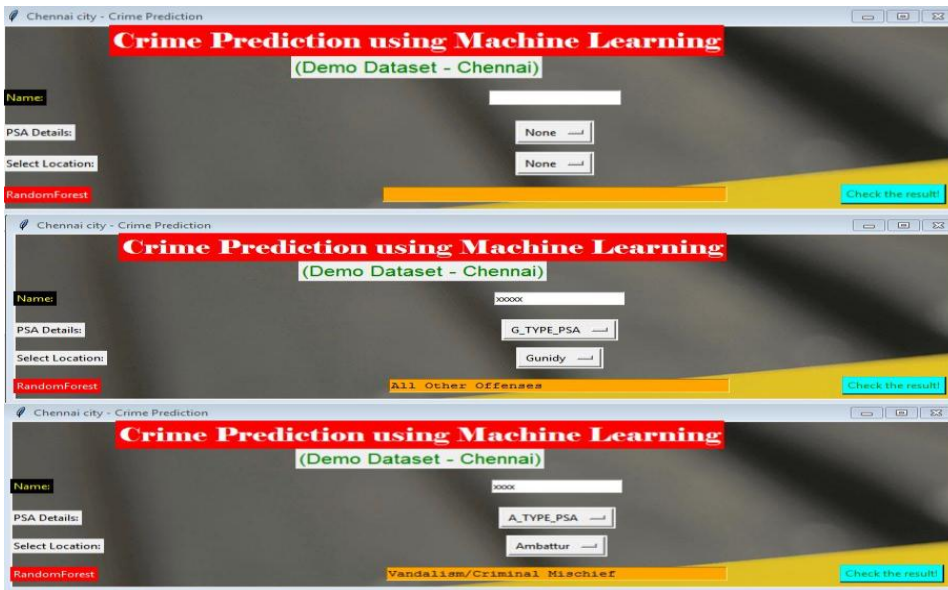 Chennai city - Crime Prediction
Crime Prediction using Machine Learning
(Demo Dataset - Chennai)
Name:
PSA Details: None
Select Location: None
RandomForest Check the result!
Chennai city - Crime Prediction
Crime Prediction using Machine Learning
(Demo Dataset - Chennai)
Name: xxxxx
PSA Details: G_TYPE_PSA
Select Location: Gunidy
RandomForest All Other Offenses Check the result!
Chennai city - Crime Prediction
Crime Prediction using Machine Learning
(Demo Dataset - Chennai)
Name: xxxx
PSA Details: A_TYPE_PSA
Select Location: Ambattur
RandomForest Vandalism/Criminal Mischief Check the result!